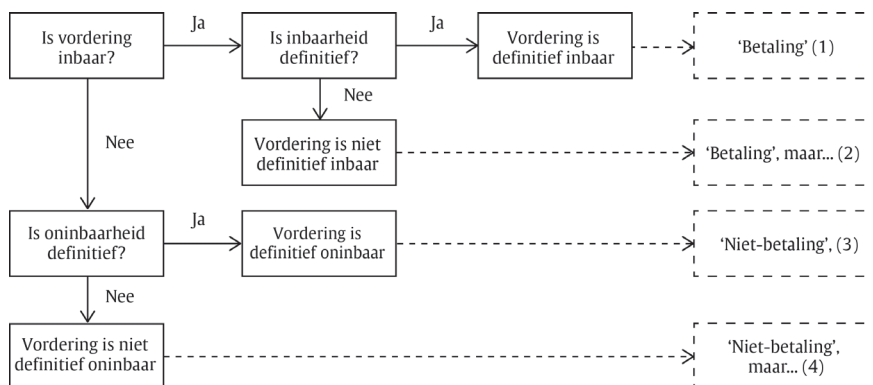 Is vordering
inbaar?
Ja
Is inbaarheid
definitief?
Ja
Vordering is
definitief inbaar
‘Betaling’ (1)
Nee
Vordering is niet
definitief inbaar
‘Betaling’, maar... (2)
Nee
Is oninbaarheid
definitief?
Ja
Vordering is
definitief oninbaar
‘Niet-betaling’, (3)
Nee
Vordering is niet
definitief oninbaar
‘Niet-betaling’,
maar... (4)